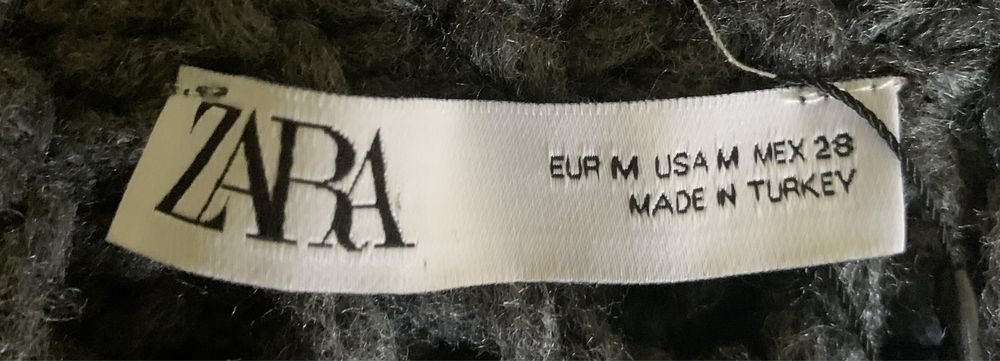 ZARA
EUR M USA M MEX 28
MADE IN TURKEY